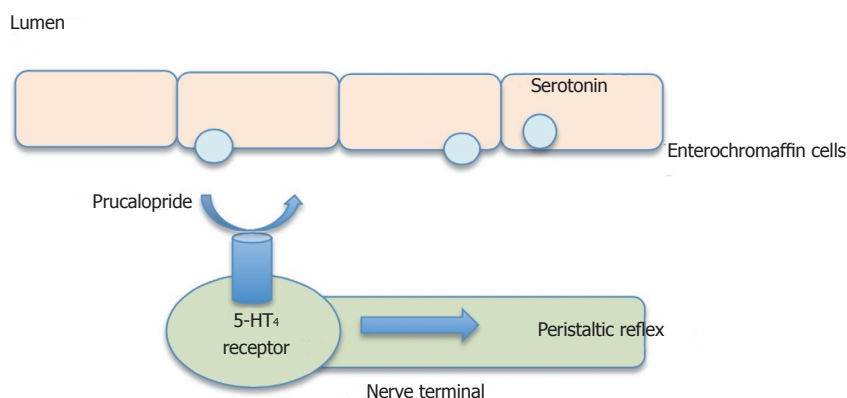 Lumen
Serotonin
Enterochromaffin cells
Prucalopride
5-HT₄
receptor
Peristaltic reflex
Nerve terminal